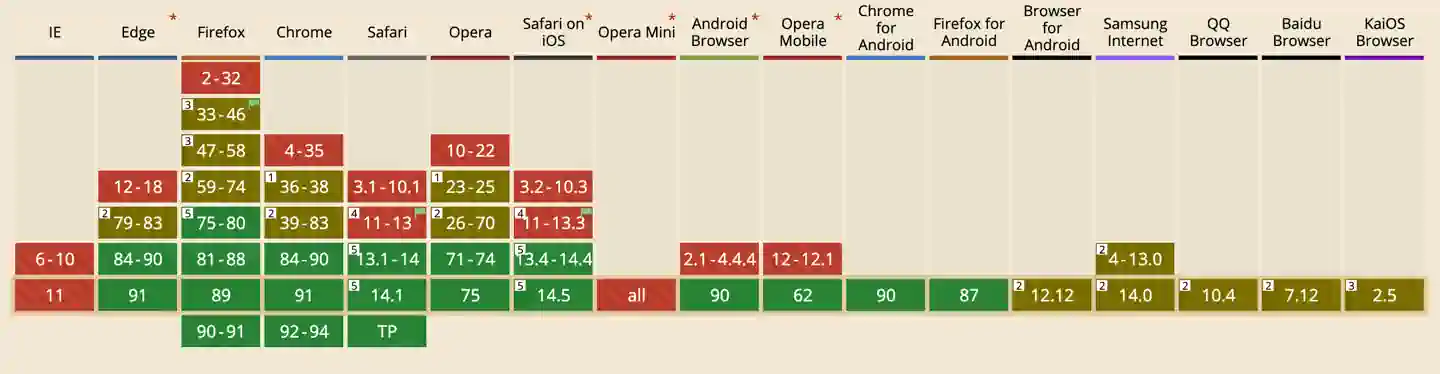 IE Edge * Firefox Chrome Safari Opera Safari on iOS * Opera Mini * Android Browser * Opera Mobile * Chrome for Android Firefox for Android Browser for Android Samsung Internet QQ Browser Baidu Browser KaiOS Browser
2-32
3 33-46
3 47-58 4-35 10-22
12-18 2 59-74 1 36-38 3.1-10.1 1 23-25 3.2-10.3
2 79-83 5 75-80 2 39-83 4 11-13 2 26-70 4 11-13.3
6-10 84-90 81-88 84-90 5 13.1-14 71-74 5 13.4-14.4 2.1-4.4.4 12-12.1 2 4-13.0
11 91 89 91 5 14.1 75 5 14.5 all 90 62 90 87 2 12.12 2 14.0 2 10.4 2 7.12 3 2.5
90-91 92-94 TP